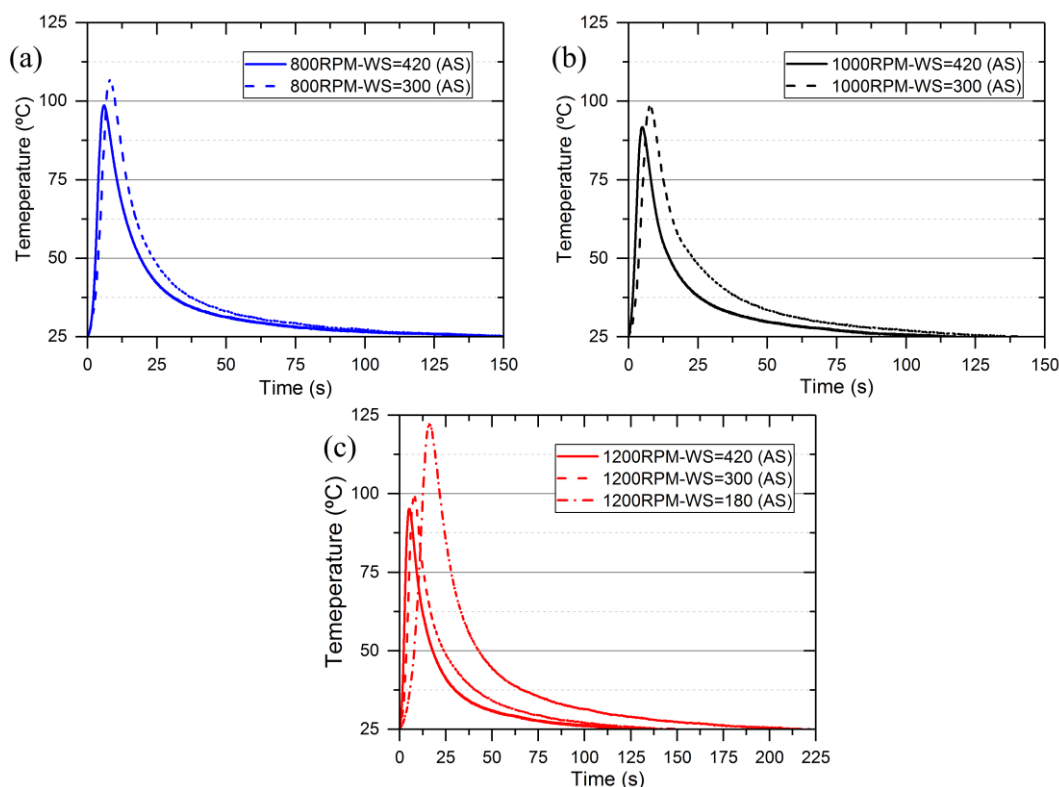 (a)
800RPM-WS=420 (AS)
800RPM-WS=300 (AS)
Temeperature (ºC)
125
100
75
50
25
0 25 50 75 100 125 150
Time (s)
(b)
1000RPM-WS=420 (AS)
1000RPM-WS=300 (AS)
Temeperature (ºC)
125
100
75
50
25
0 25 50 75 100 125 150
Time (s)
(c)
1200RPM-WS=420 (AS)
1200RPM-WS=300 (AS)
1200RPM-WS=180 (AS)
Temeperature (ºC)
125
100
75
50
25
0 25 50 75 100 125 150 175 200 225
Time (s)